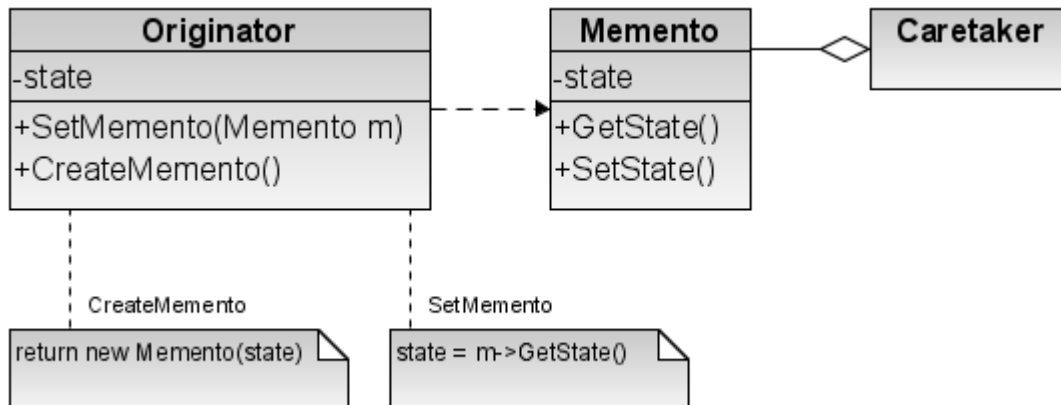 Originator
-state
+SetMemento(Memento m)
+CreateMemento()
Memento
-state
+GetState()
+SetState()
Caretaker
CreateMemento
return new Memento(state)
SetMemento
state = m->GetState()